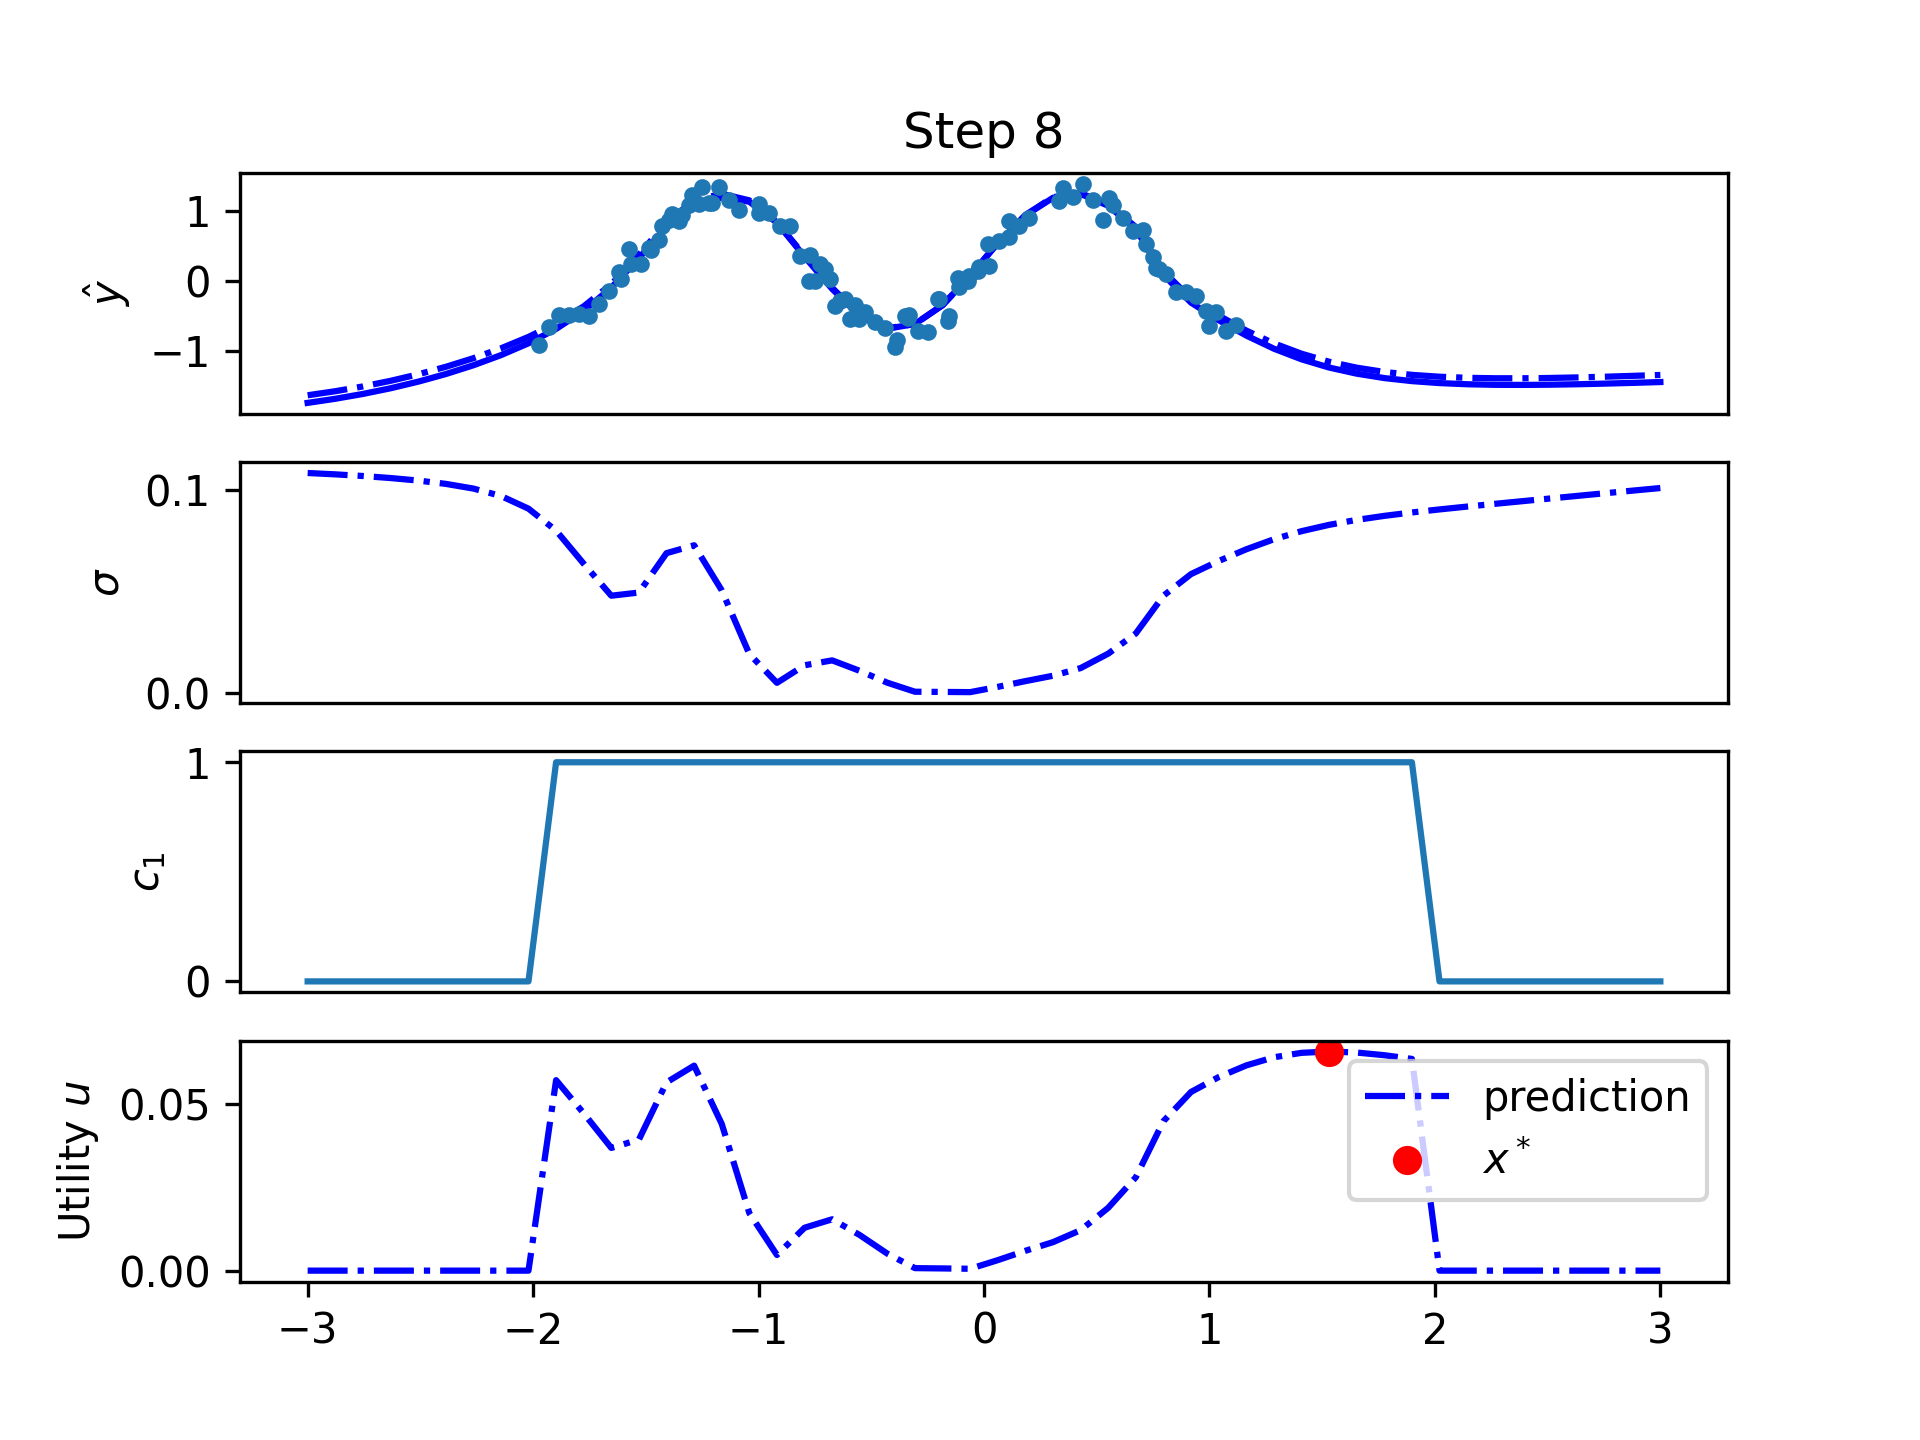 Step 8
ŷ
1
0
−1
σ
0.1
0.0
c₁
1
0
Utility u
0.05
0.00
prediction
x*
−3 −2 −1 0 1 2 3